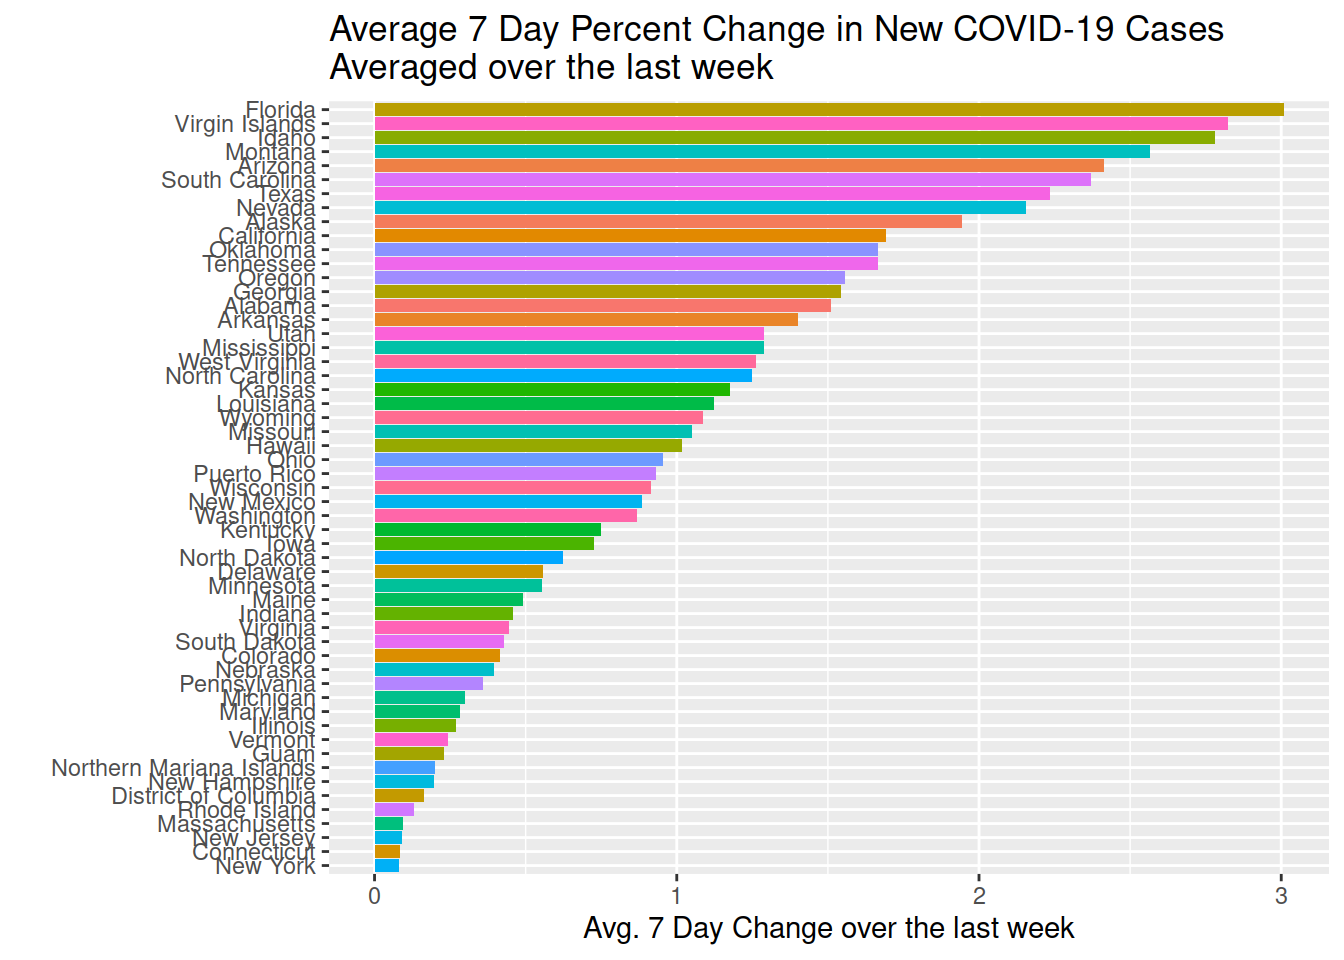 Average 7 Day Percent Change in New COVID-19 Cases
Averaged over the last week
Florida
Virgin Islands
Idaho
Montana
Arizona
South Carolina
Texas
Nevada
Alaska
California
Oklahoma
Tennessee
Oregon
Georgia
Alabama
Arkansas
Utah
Mississippi
West Virginia
North Carolina
Kansas
Louisiana
Wyoming
Missouri
Hawaii
Ohio
Puerto Rico
Wisconsin
New Mexico
Washington
Kentucky
Iowa
North Dakota
Delaware
Minnesota
Maine
Indiana
Virginia
South Dakota
Colorado
Nebraska
Pennsylvania
Michigan
Maryland
Illinois
Vermont
Guam
Northern Mariana Islands
New Hampshire
District of Columbia
Rhode Island
Massachusetts
New Jersey
Connecticut
New York
0 1 2 3
Avg. 7 Day Change over the last week